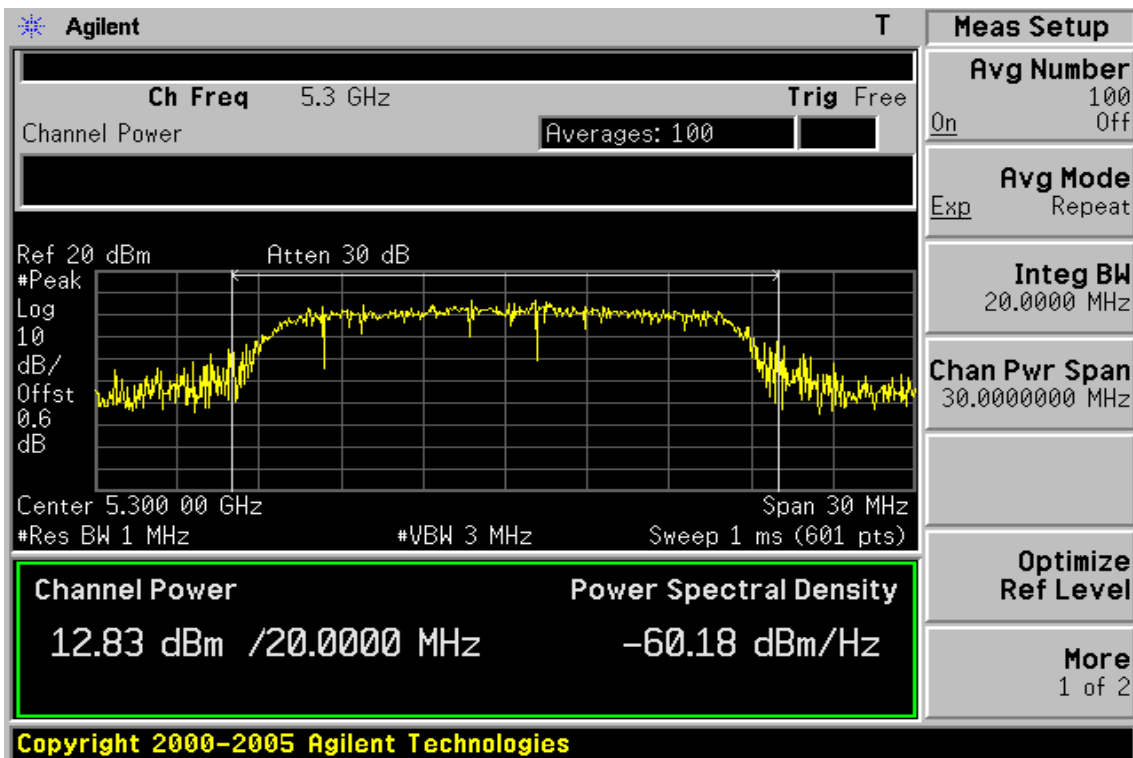 Agilent T
Ch Freq 5.3 GHz Trig Free
Channel Power Averages: 100
Ref 20 dBm Atten 30 dB
#Peak
Log
10
dB/
Offst
0.6
dB
Center 5.300 00 GHz Span 30 MHz
#Res BW 1 MHz #VBW 3 MHz Sweep 1 ms (601 pts)
Channel Power Power Spectral Density
12.83 dBm /20.0000 MHz -60.18 dBm/Hz
Copyright 2000-2005 Agilent Technologies
Meas Setup
Avg Number
100
On Off
Avg Mode
Exp Repeat
Integ BW
20.0000 MHz
Chan Pwr Span
30.0000000 MHz
Optimize
Ref Level
More
1 of 2